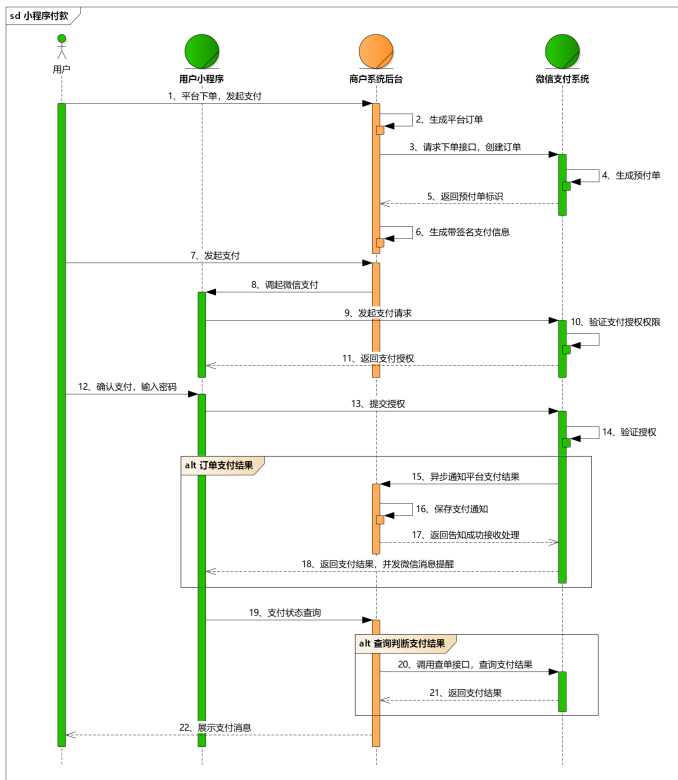 sd 小程序付款
用户
用户小程序
商户系统后台
微信支付系统
1、平台下单，发起支付
2、生成平台订单
3、请求下单接口，创建订单
4、生成预付单
5、返回预付单标识
6、生成带签名支付信息
7、发起支付
8、调起微信支付
9、发起支付请求
10、验证支付授权权限
11、返回支付授权
12、确认支付，输入密码
13、提交授权
14、验证授权
alt 订单支付结果
15、异步通知平台支付结果
16、保存支付通知
17、返回告知成功接收处理
18、返回支付结果，并发微信消息提醒
19、支付状态查询
alt 查询判断支付结果
20、调用查单接口，查询支付结果
21、返回支付结果
22、展示支付消息